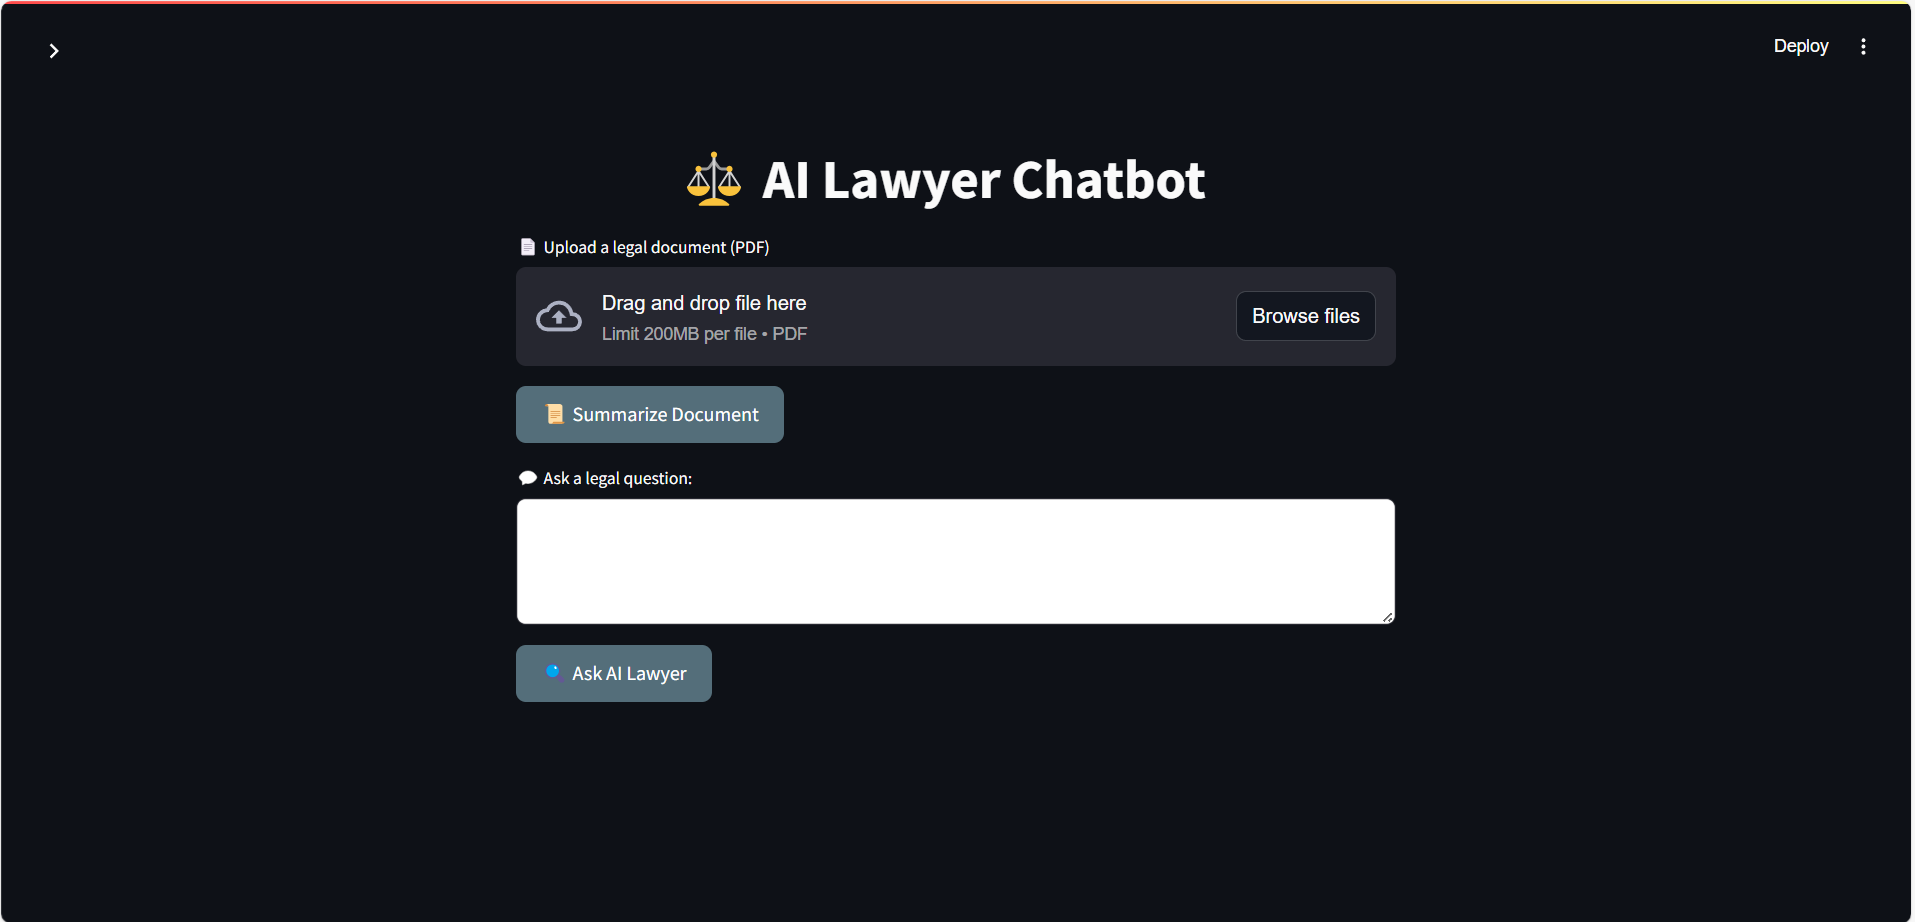 Deploy
AI Lawyer Chatbot
Upload a legal document (PDF)
Drag and drop file here
Limit 200MB per file • PDF
Browse files
Summarize Document
Ask a legal question:
Ask AI Lawyer